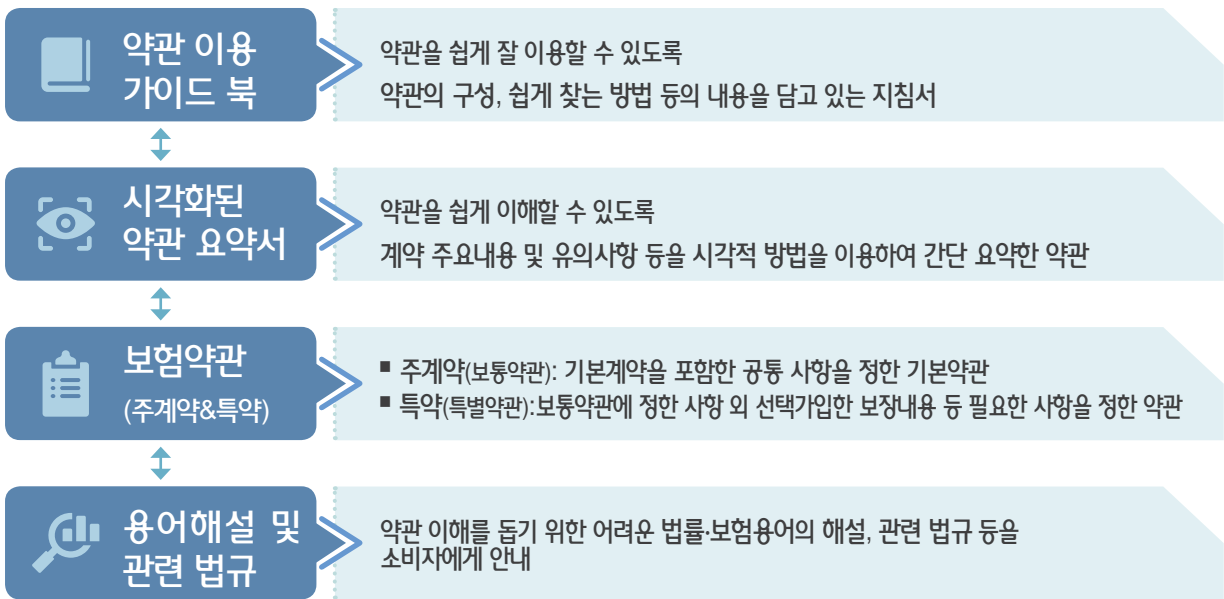 약관 이용
가이드 북
약관을 쉽게 잘 이용할 수 있도록
약관의 구성, 쉽게 찾는 방법 등의 내용을 담고 있는 지침서
시각화된
약관 요약서
약관을 쉽게 이해할 수 있도록
계약 주요내용 및 유의사항 등을 시각적 방법을 이용하여 간단 요약한 약관
보험약관
(주계약&특약)
■ 주계약(보통약관): 기본계약을 포함한 공통 사항을 정한 기본약관
■ 특약(특별약관):보통약관에 정한 사항 외 선택가입한 보장내용 등 필요한 사항을 정한 약관
용어해설 및
관련 법규
약관 이해를 돕기 위한 어려운 법률·보험용어의 해설, 관련 법규 등을
소비자에게 안내